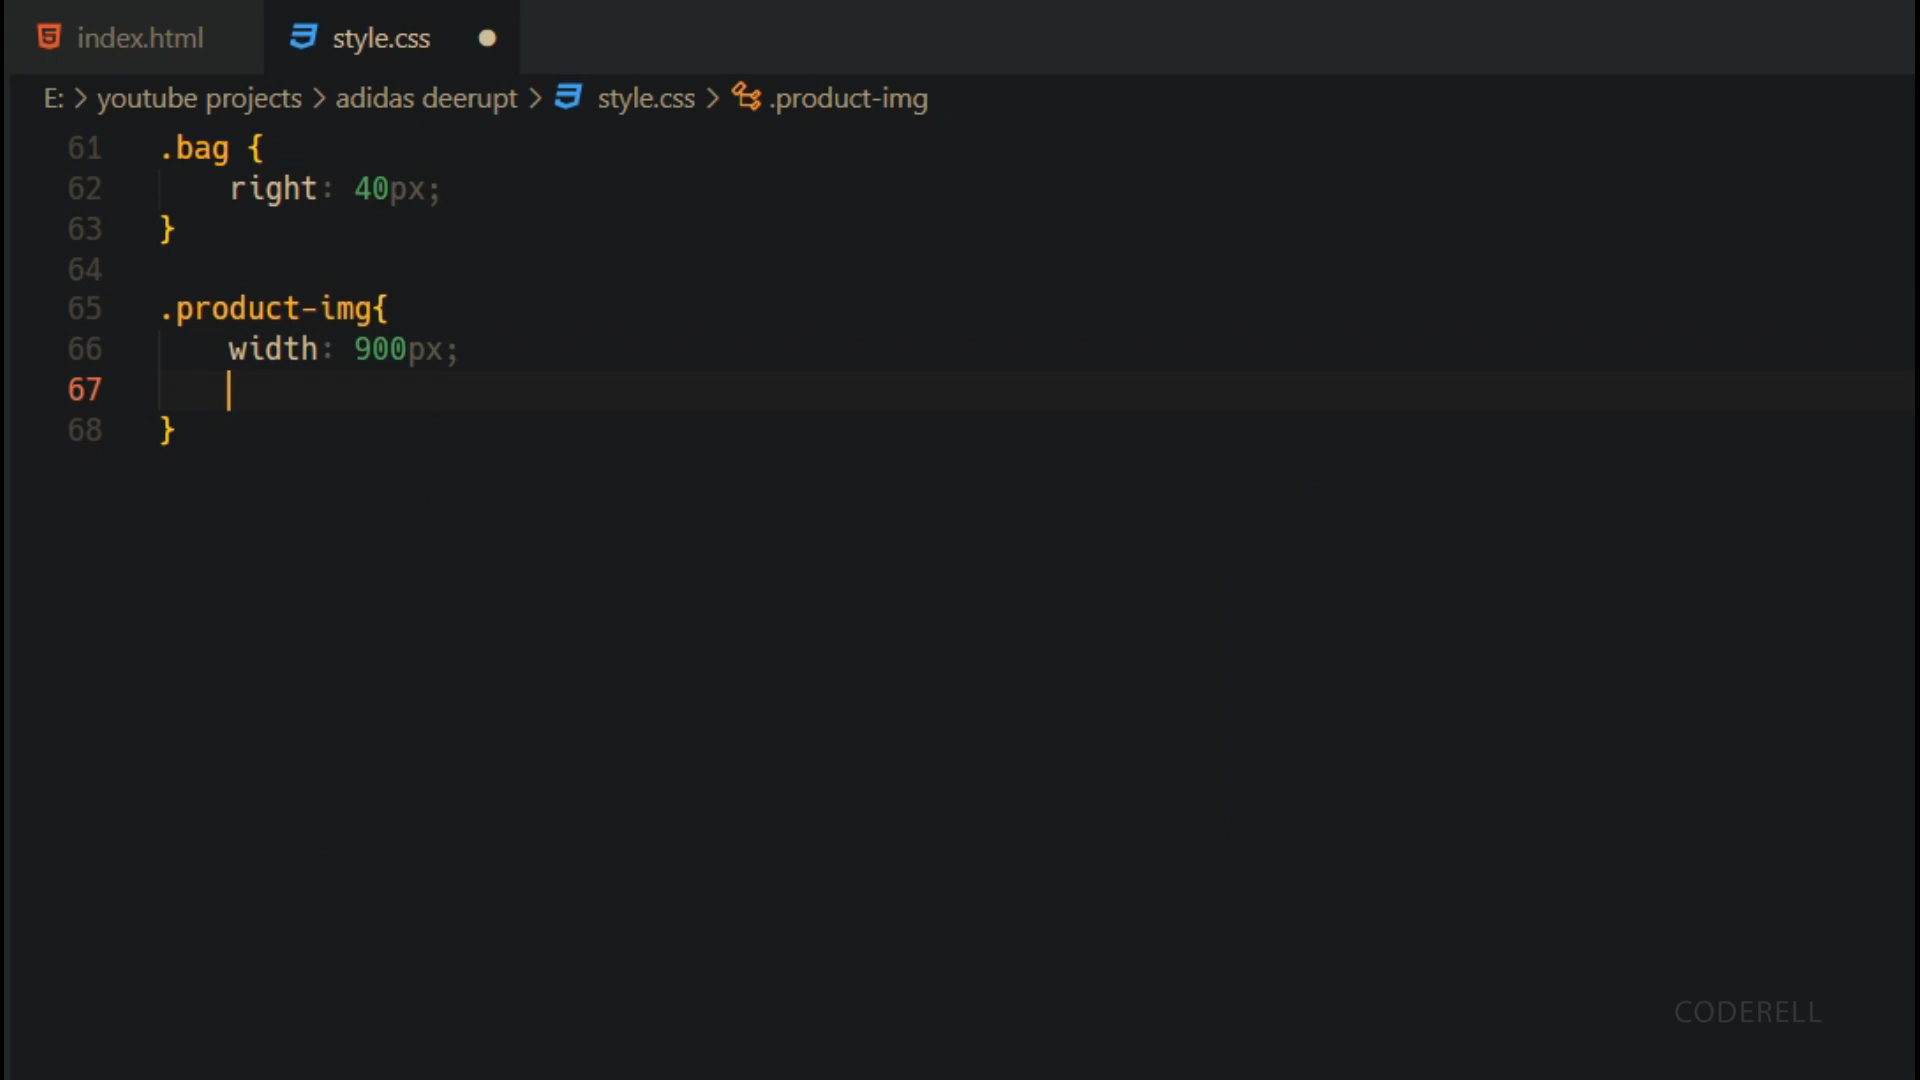 index.html style.css
E: > youtube projects > adidas deerupt > style.css > .product-img
61 .bag {
62 right: 40px;
63 }
64
65 .product-img{
66 width: 900px;
67
68 }
CODERELL